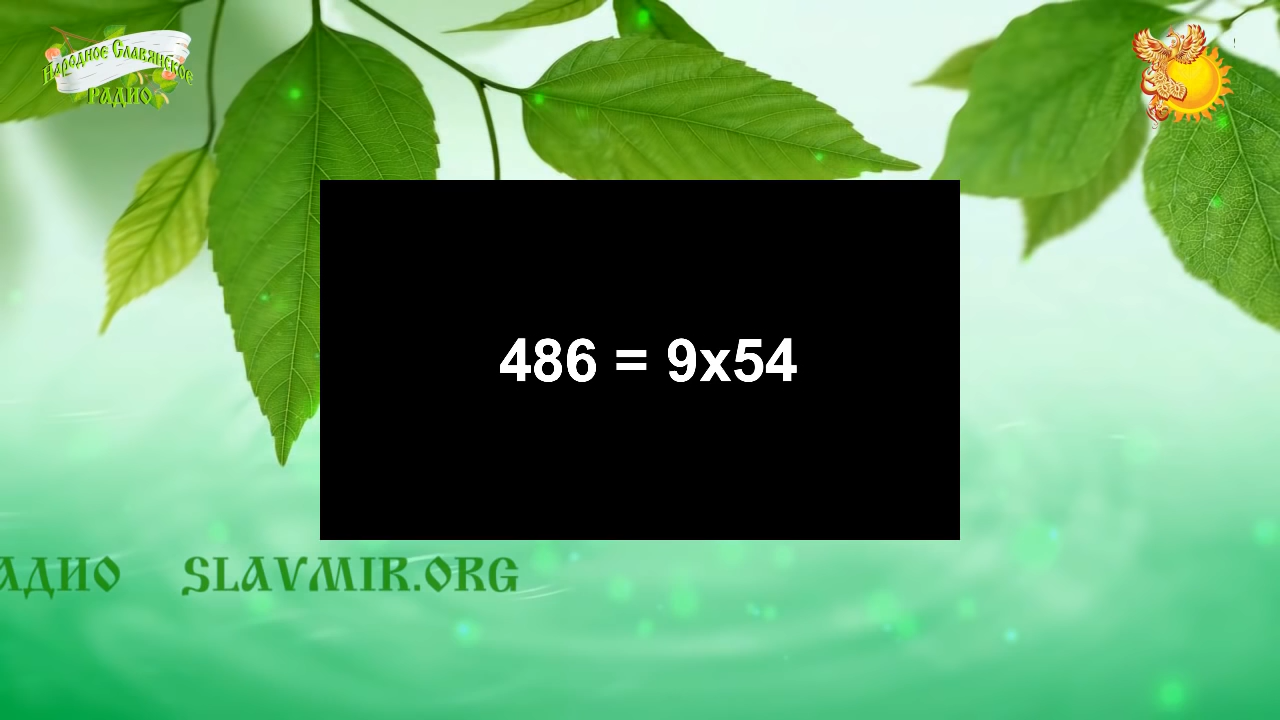 Народное Славянское
РАДИО
486 = 9x54
АДИО SLAVMIR.ORG